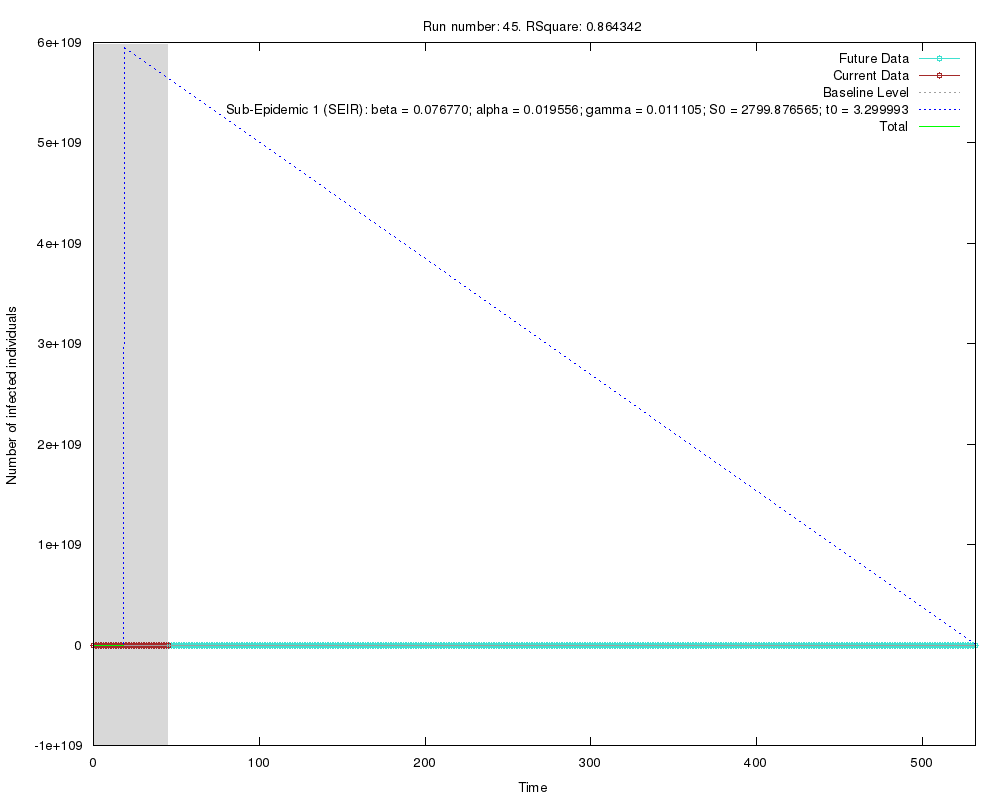 Run number: 45. RSquare: 0.864342
6e+109
5e+109
4e+109
3e+109
2e+109
1e+109
0
-1e+109
Number of infected individuals
Future Data
Current Data
Baseline Level
Sub-Epidemic 1 (SEIR): beta = 0.076770; alpha = 0.019556; gamma = 0.011105; S0 = 2799.876565; t0 = 3.299993
Total
0 100 200 300 400 500
Time